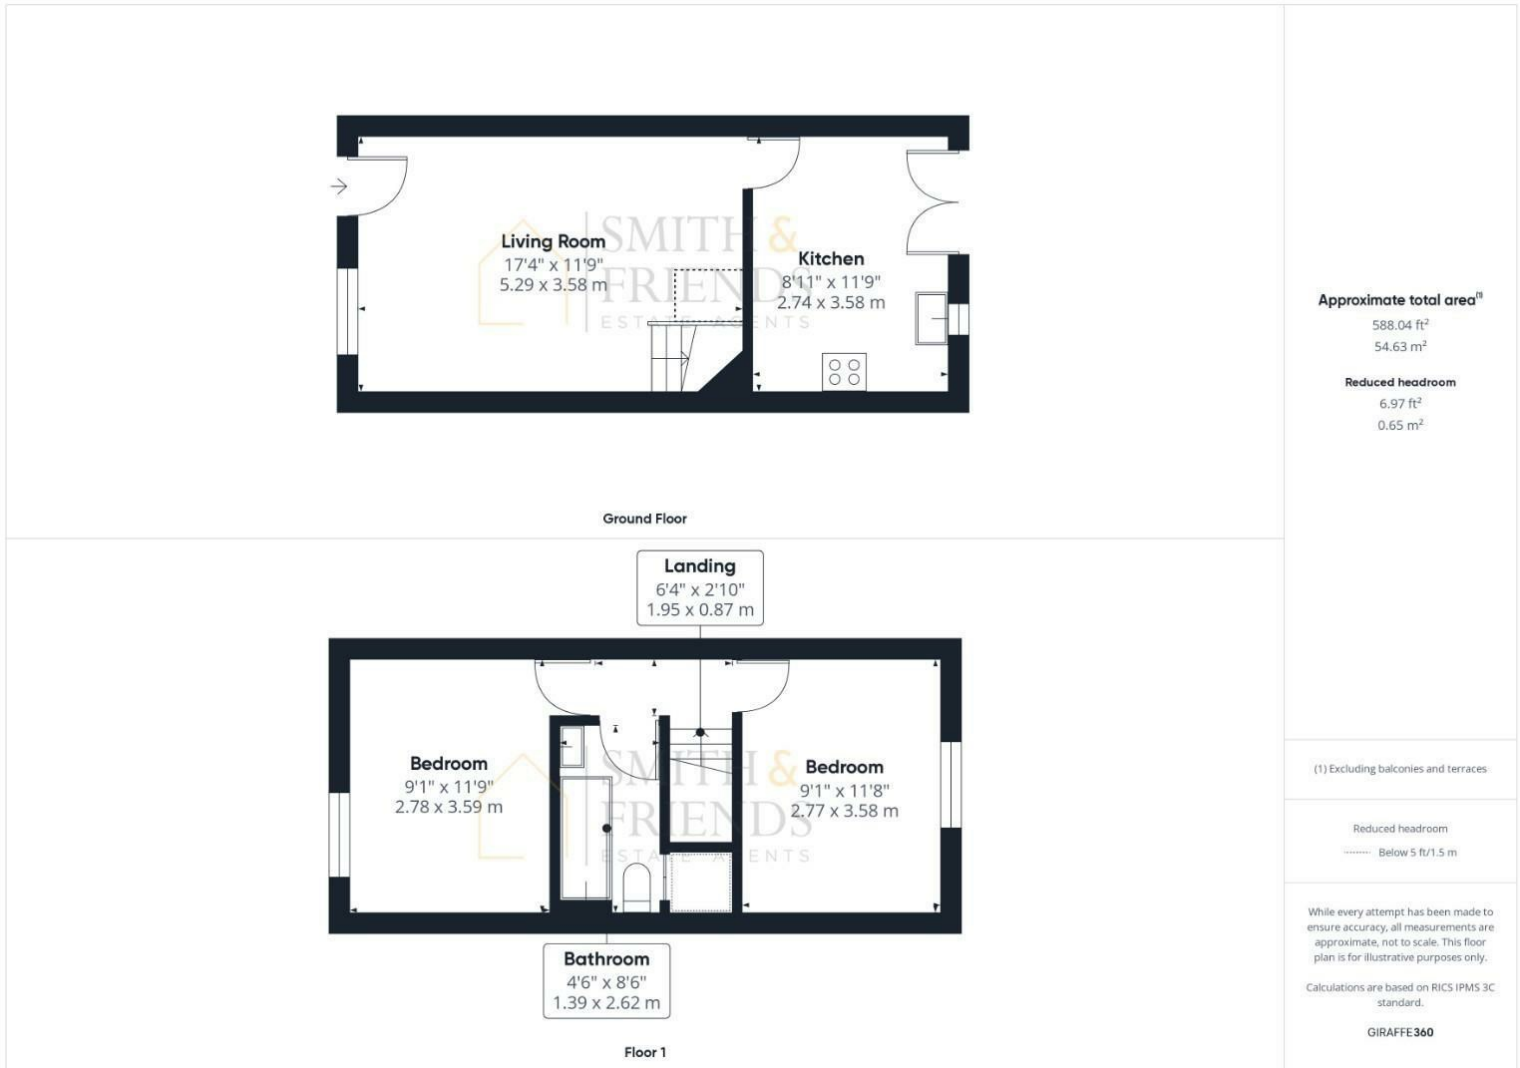 SMITH &
FRIENDS
ESTATE AGENTS
Living Room
17'4" x 11'9"
5.29 x 3.58 m
Kitchen
8'11" x 11'9"
2.74 x 3.58 m
Ground Floor
Landing
6'4" x 2'10"
1.95 x 0.87 m
SMITH &
FRIENDS
ESTATE AGENTS
Bedroom
9'1" x 11'9"
2.78 x 3.59 m
Bedroom
9'1" x 11'8"
2.77 x 3.58 m
Bathroom
4'6" x 8'6"
1.39 x 2.62 m
Floor 1
Approximate total area(1)
588.04 ft²
54.63 m²
Reduced headroom
6.97 ft²
0.65 m²
(1) Excluding balconies and terraces
Reduced headroom
Below 5 ft/1.5 m
While every attempt has been made to
ensure accuracy, all measurements are
approximate, not to scale. This floor
plan is for illustrative purposes only.
Calculations are based on RICS IPMS 3C
standard.
GIRAFFE360